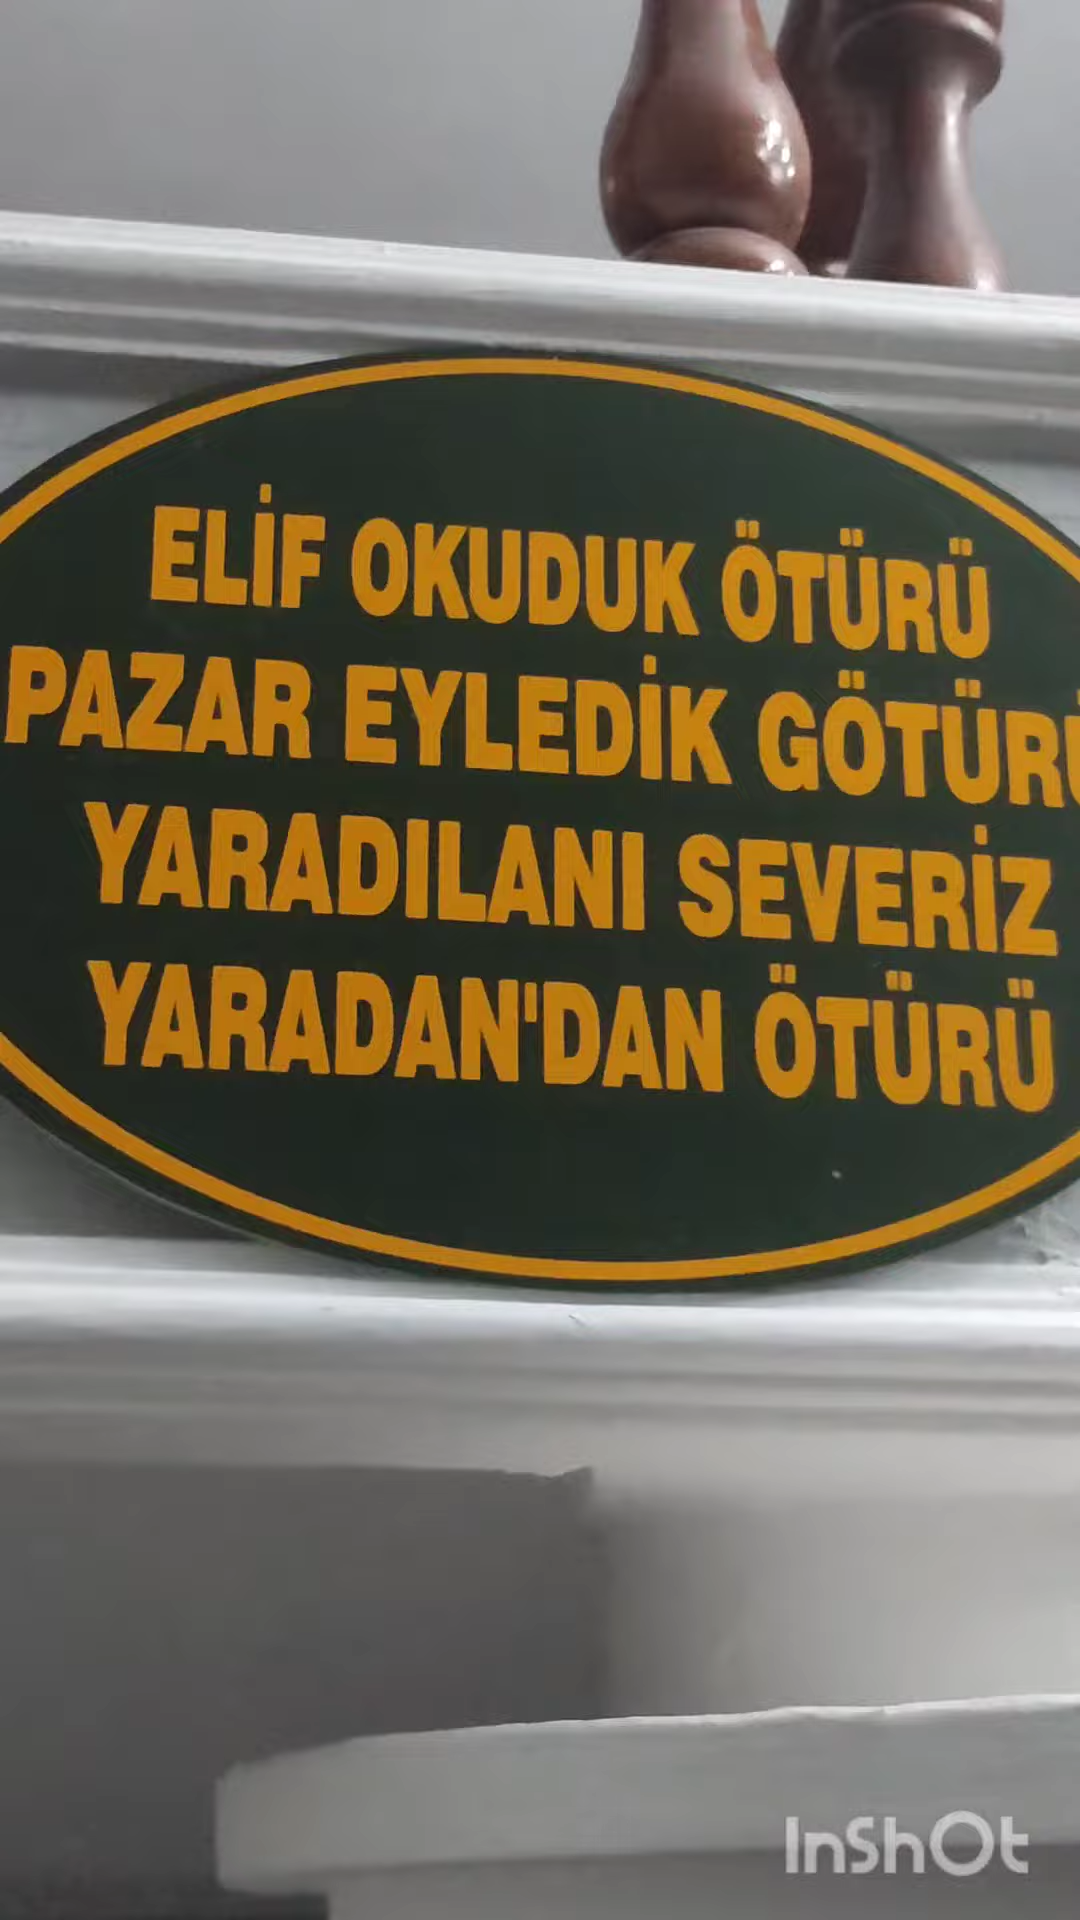 ELİF OKUDUK ÖTÜRÜ
PAZAR EYLEDİK GÖTÜRÜ
YARADILANI SEVERİZ
YARADAN'DAN ÖTÜRÜ
InShOt